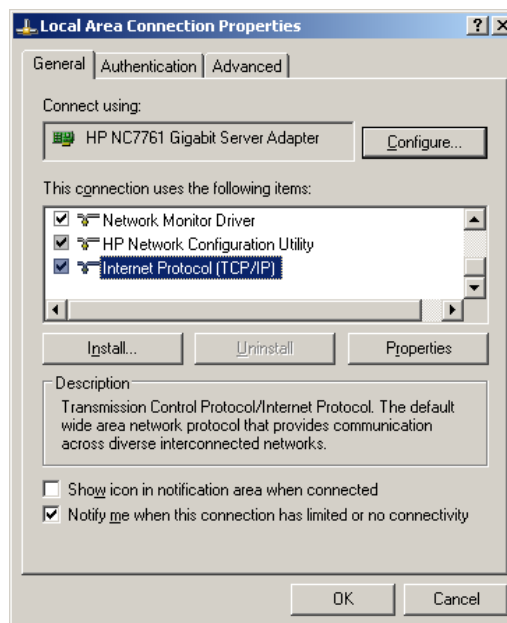 Local Area Connection Properties
General Authentication Advanced
Connect using:
HP NC7761 Gigabit Server Adapter
Configure...
This connection uses the following items:
Network Monitor Driver
HP Network Configuration Utility
Internet Protocol (TCP/IP)
Install... Uninstall Properties
Description
Transmission Control Protocol/Internet Protocol. The default
wide area network protocol that provides communication
across diverse interconnected networks.
Show icon in notification area when connected
Notify me when this connection has limited or no connectivity
OK Cancel